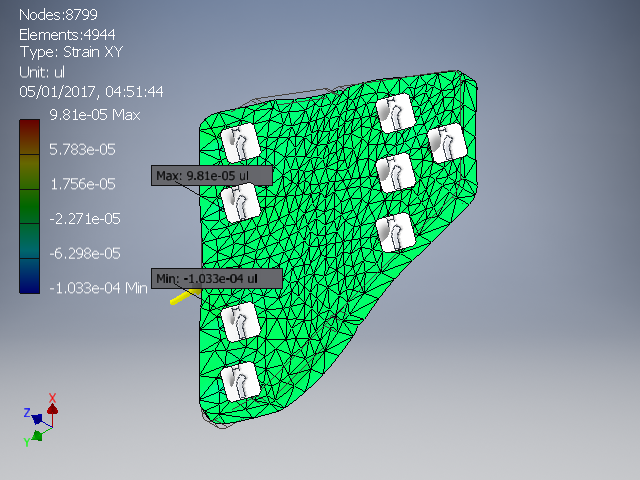 Nodes:8799
Elements:4944
Type: Strain XY
Unit: ul
05/01/2017, 04:51:44
9.81e-05 Max
5.783e-05
1.756e-05
-2.271e-05
-6.298e-05
-1.033e-04 Min
Max: 9.81e-05 ul
Min: -1.033e-04 ul
X
Z
Y